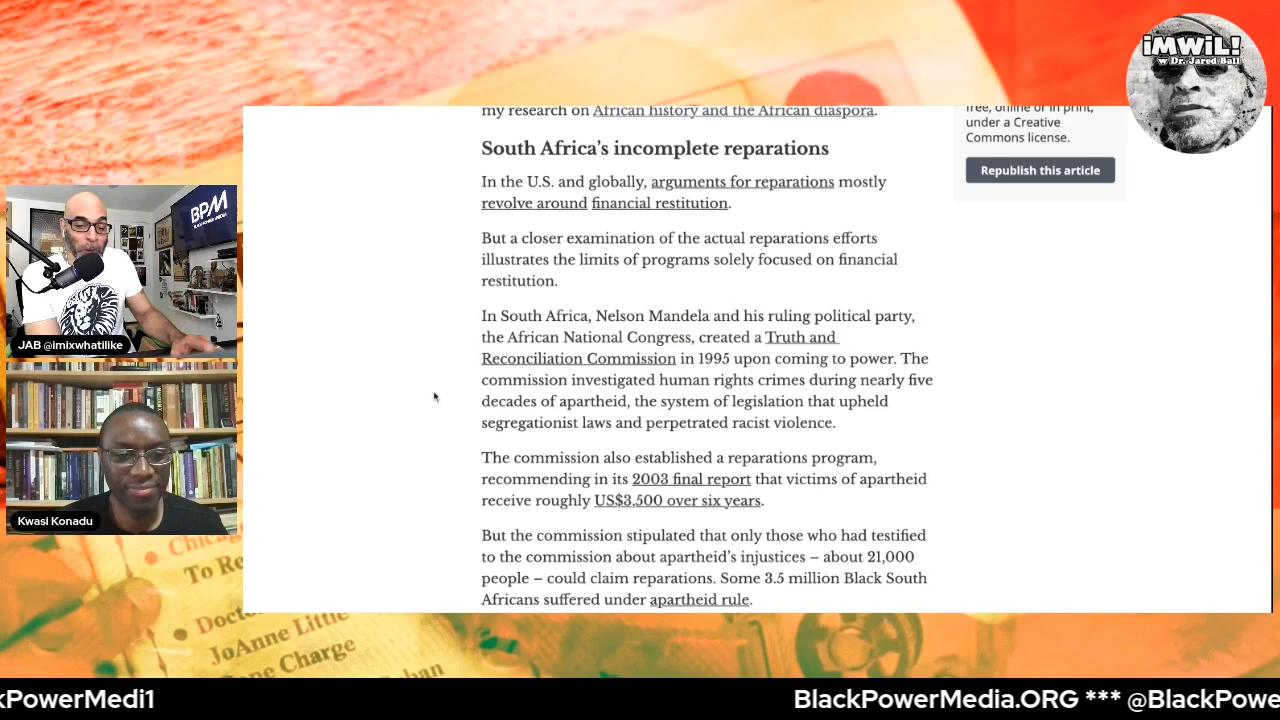 iMWiL!
w Dr. Jared Ball
my research on African history and the African diaspora.
South Africa's incomplete reparations
In the U.S. and globally, arguments for reparations mostly
revolve around financial restitution.
But a closer examination of the actual reparations efforts
illustrates the limits of programs solely focused on financial
restitution.
In South Africa, Nelson Mandela and his ruling political party,
the African National Congress, created a Truth and
Reconciliation Commission in 1995 upon coming to power. The
commission investigated human rights crimes during nearly five
decades of apartheid, the system of legislation that upheld
segregationist laws and perpetrated racist violence.
The commission also established a reparations program,
recommending in its 2003 final report that victims of apartheid
receive roughly US$3,500 over six years.
But the commission stipulated that only those who had testified
to the commission about apartheid's injustices – about 21,000
people – could claim reparations. Some 3.5 million Black South
Africans suffered under apartheid rule.
free, online or in print,
under a Creative
Commons license.
Republish this article
BPM
JAB @imixwhatilike
Kwasi Konadu
To Re
JoAnne Little
Charge
kPowerMedi1
BlackPowerMedia.ORG *** @BlackPowe